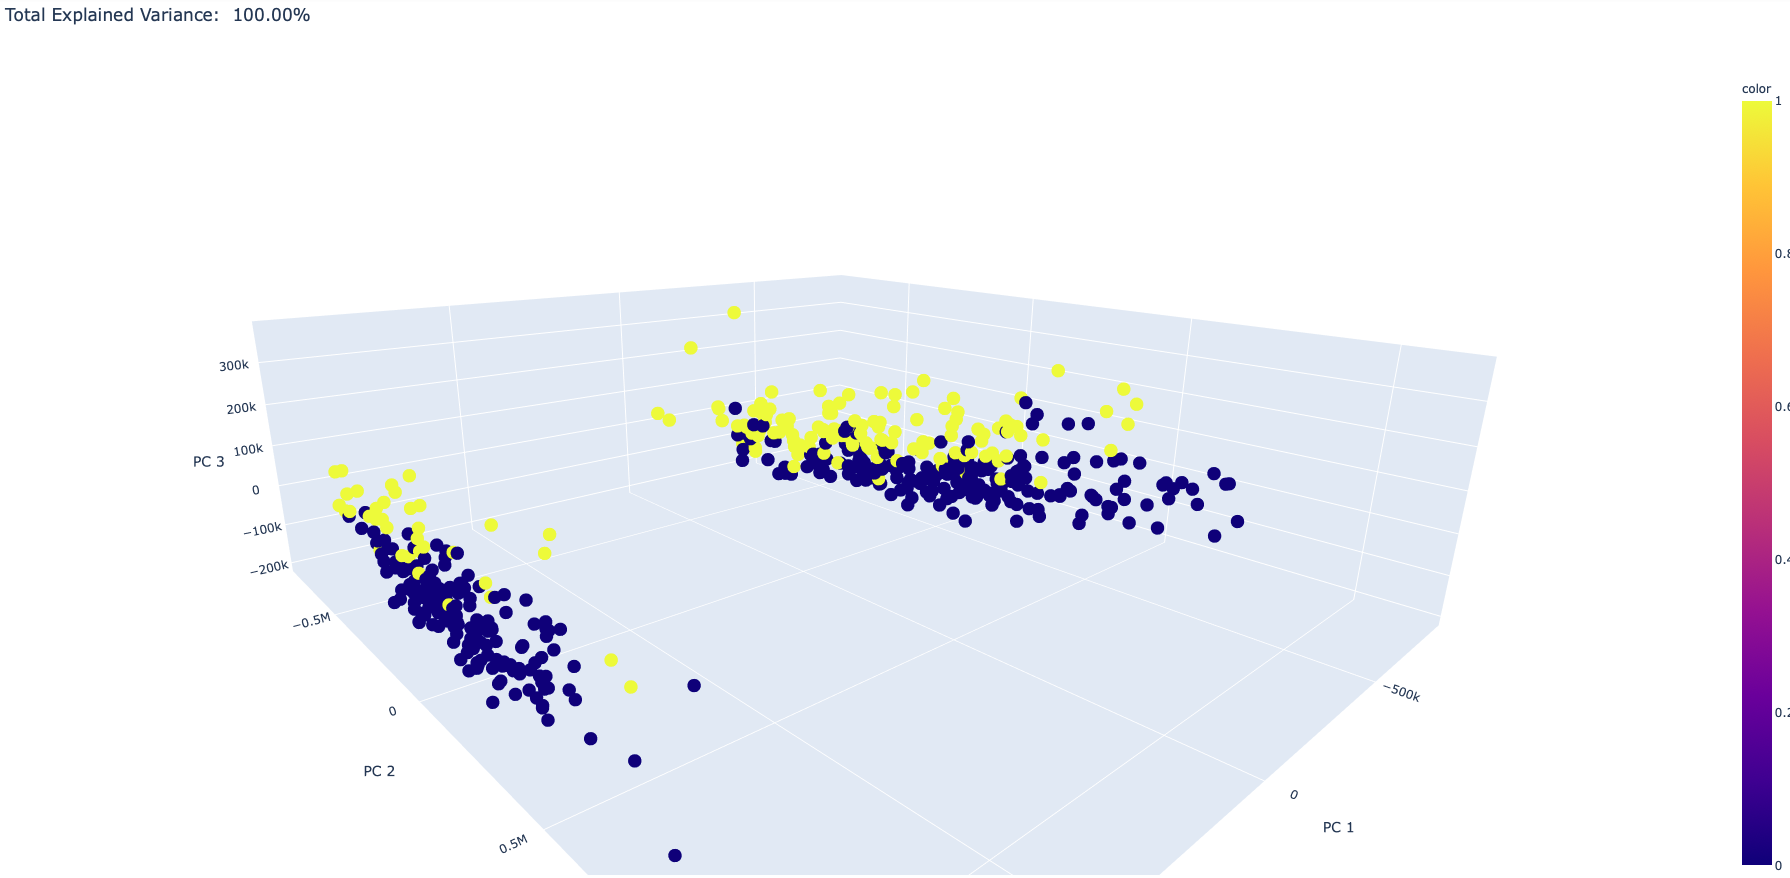 Total Explained Variance:  100.00%
color
1
0.8
0.6
0.4
0.2
0
300k
200k
100k
0
−100k
−200k
PC 3
−0.5M
0
0.5M
PC 2
−500k
0
PC 1